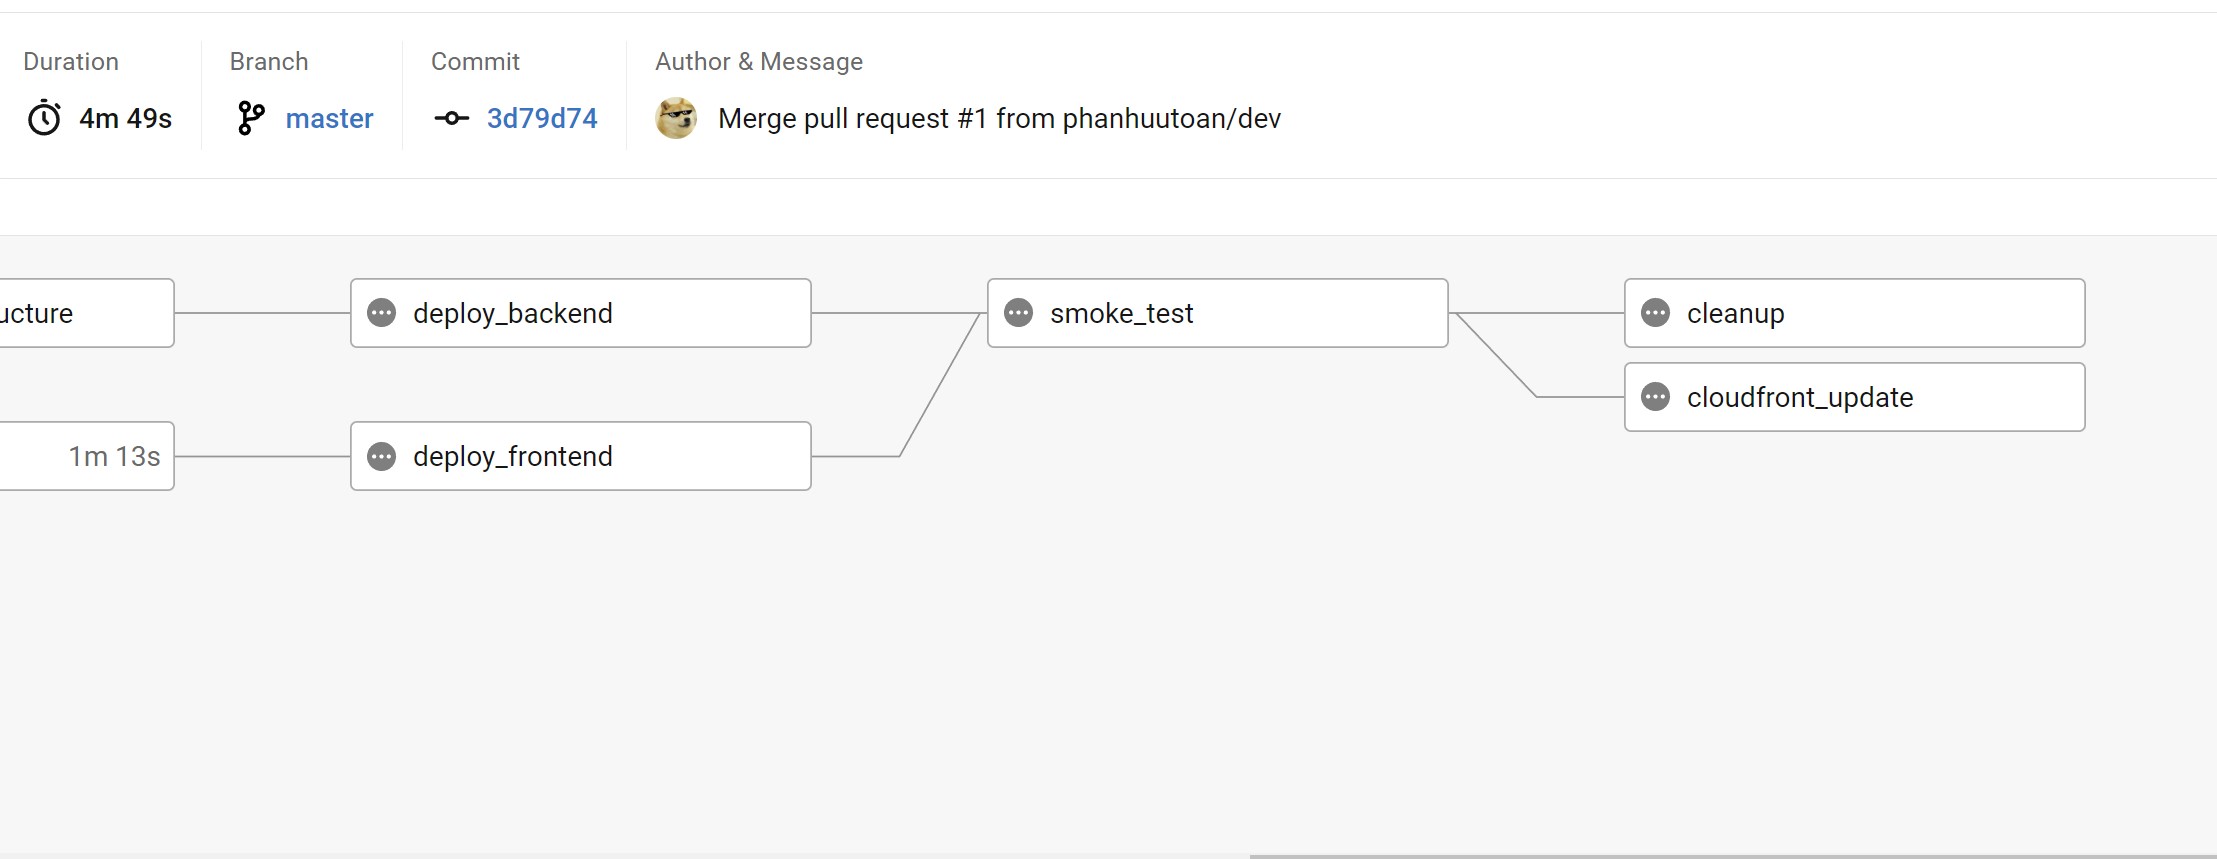 Duration
Branch
Commit
Author & Message
4m 49s
master
3d79d74
Merge pull request #1 from phanhuutoan/dev
ucture
deploy_backend
smoke_test
cleanup
cloudfront_update
1m 13s
deploy_frontend